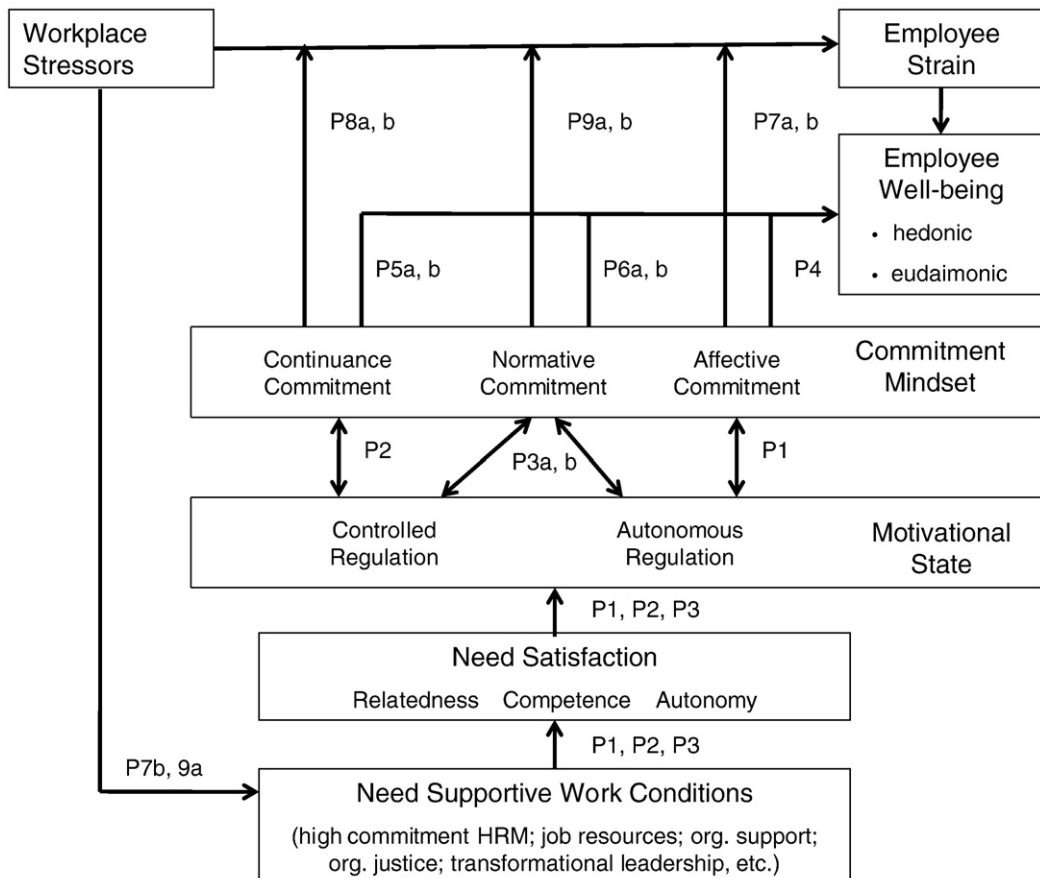 Workplace
Stressors
Employee
Strain
P8a, b
P9a, b
P7a, b
Employee
Well-being
• hedonic
• eudaimonic
P5a, b
P6a, b
P4
Continuance
Commitment
Normative
Commitment
Affective
Commitment
Commitment
Mindset
P2
P3a, b
P1
Controlled
Regulation
Autonomous
Regulation
Motivational
State
P1, P2, P3
Need Satisfaction
Relatedness Competence Autonomy
P1, P2, P3
P7b, 9a
Need Supportive Work Conditions
(high commitment HRM; job resources; org. support;
org. justice; transformational leadership, etc.)